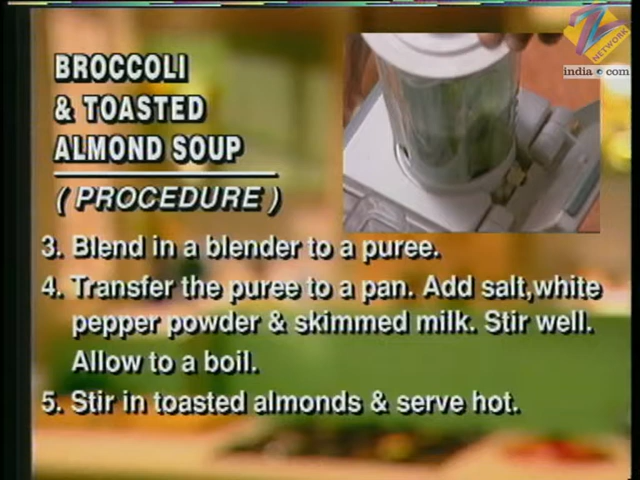 BROCCOLI
& TOASTED
ALMOND SOUP
( PROCEDURE )
3. Blend in a blender to a puree.
4. Transfer the puree to a pan. Add salt,white
pepper powder & skimmed milk. Stir well.
Allow to a boil.
5. Stir in toasted almonds & serve hot.
Z
NETWORK
india.com